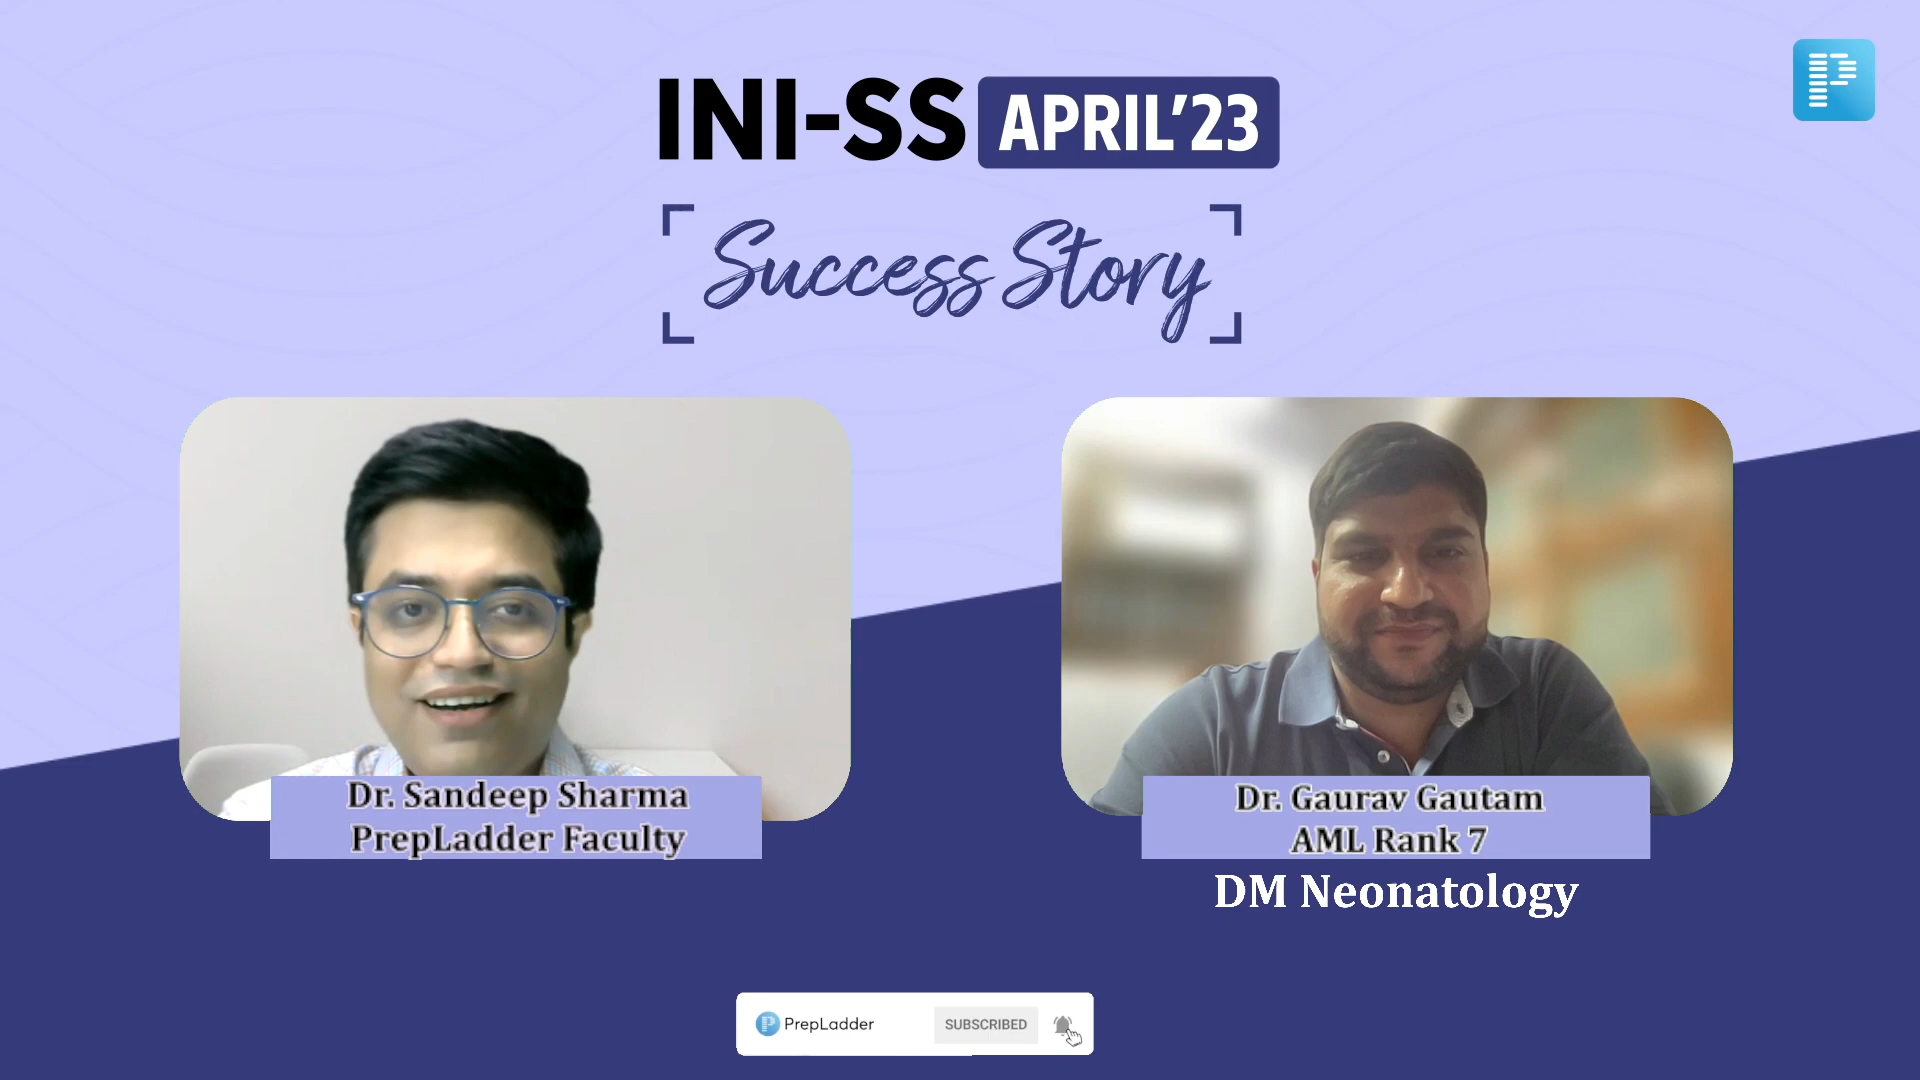 INI-SS APRIL'23
Success Story
Dr. Sandeep Sharma
PrepLadder Faculty
Dr. Gaurav Gautam
AML Rank 7
DM Neonatology
PrepLadder SUBSCRIBED